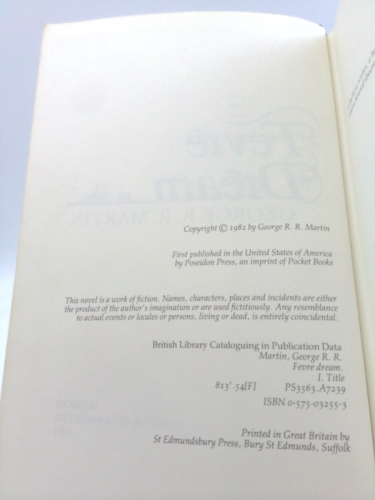 Copyright © 1982 by George R. R. Martin
First published in the United States of America
by Poseidon Press, an imprint of Pocket Books
This novel is a work of fiction. Names, characters, places and incidents are either
the product of the author's imagination or are used fictitiously. Any resemblance
to actual events or locales or persons, living or dead, is entirely coincidental.
British Library Cataloguing in Publication Data
Martin, George R. R.
Fevre dream.
I. Title
813'.54[F] PS3563.A7239
ISBN 0-575-03255-3
Printed in Great Britain by
St Edmundsbury Press, Bury St Edmunds, Suffolk